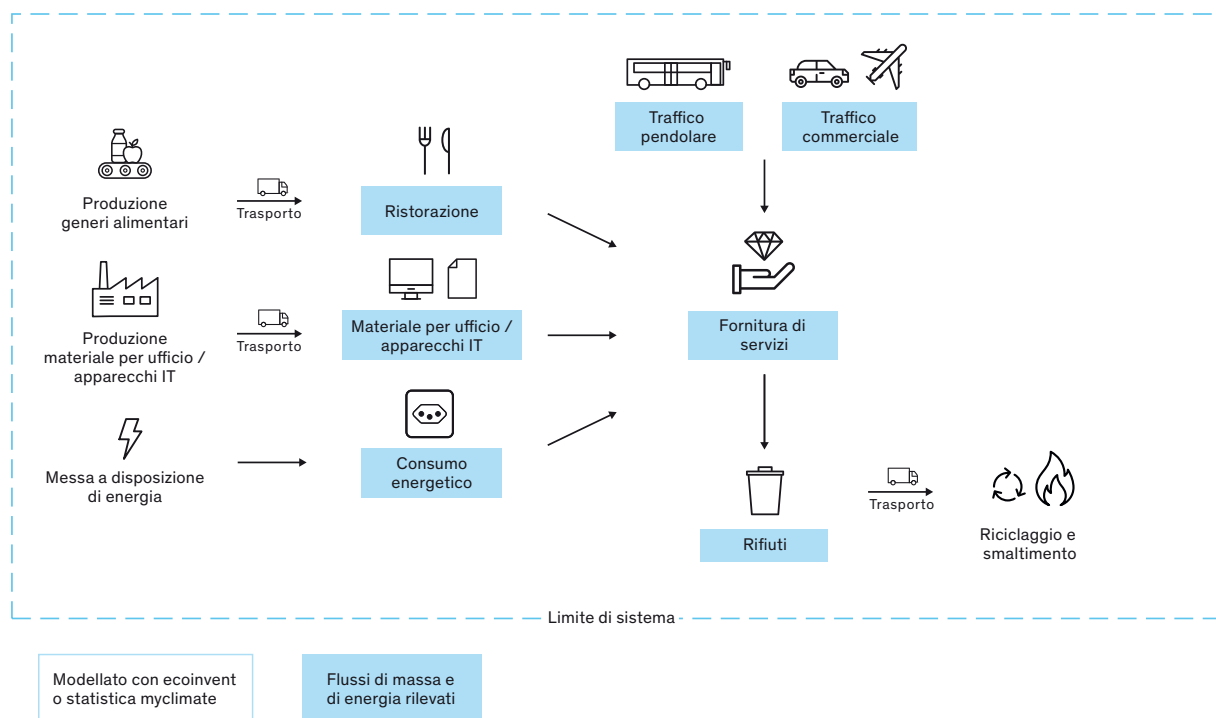 Traffico
pendolare
Traffico
commerciale
Produzione
generi alimentari
Trasporto
Ristorazione
Produzione
materiale per ufficio /
apparecchi IT
Trasporto
Materiale per ufficio /
apparecchi IT
Fornitura di
servizi
Messa a disposizione
di energia
Consumo
energetico
Rifiuti
Trasporto
Riciclaggio e
smaltimento
Limite di sistema
Modellato con ecoinvent
o statistica myclimate
Flussi di massa e
di energia rilevati